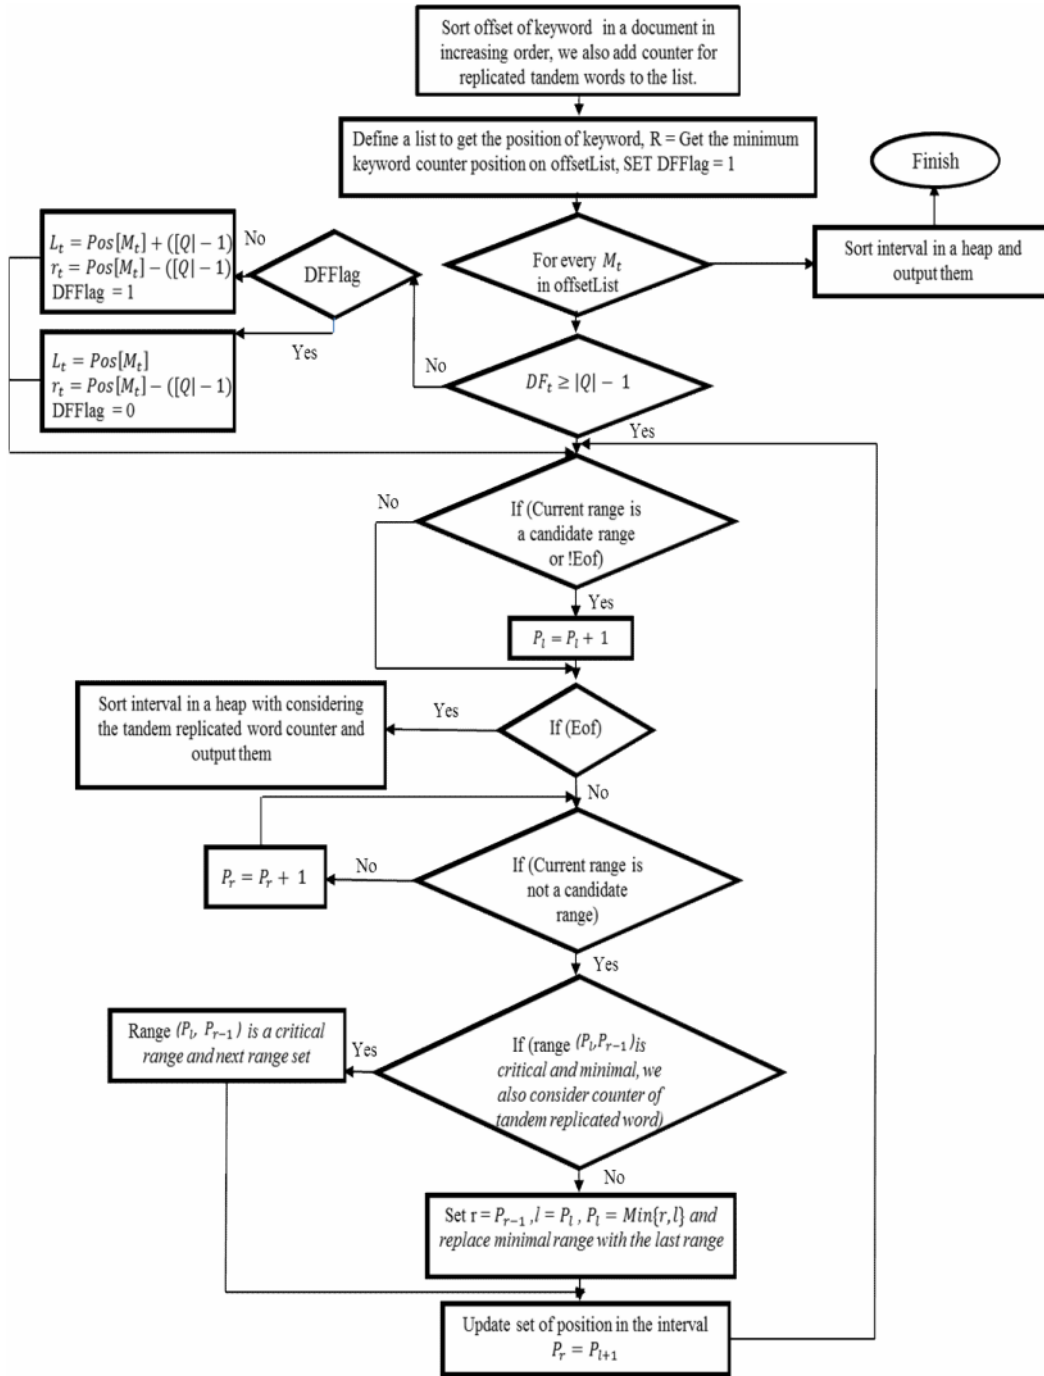 Sort offset of keyword in a document in
increasing order, we also add counter for
replicated tandem words to the list.
Define a list to get the position of keyword, R = Get the minimum
keyword counter position on offsetList, SET DFFlag = 1
Finish
Sort interval in a heap and
output them
For every M_t
in offsetList
DFFlag
No
L_t = Pos[M_t] + ([Q| − 1)
r_t = Pos[M_t] − ([Q| − 1)
DFFlag = 1
Yes
L_t = Pos[M_t]
r_t = Pos[M_t] − ([Q| − 1)
DFFlag = 0
No
DF_t ≥ |Q| − 1
Yes
No
If (Current range is
a candidate range
or !Eof)
Yes
P_l = P_l + 1
Sort interval in a heap with considering
the tandem replicated word counter and
output them
Yes
If (Eof)
No
P_r = P_r + 1
No
If (Current range is
not a candidate
range)
Yes
Range (P_l, P_{r−1}) is a critical
range and next range set
Yes
If (range (P_l,P_{r−1}) is
critical and minimal, we
also consider counter of
tandem replicated word)
No
Set r = P_{r−1} ,l = P_l , P_l = Min{r,l} and
replace minimal range with the last range
Update set of position in the interval
P_r = P_{l+1}